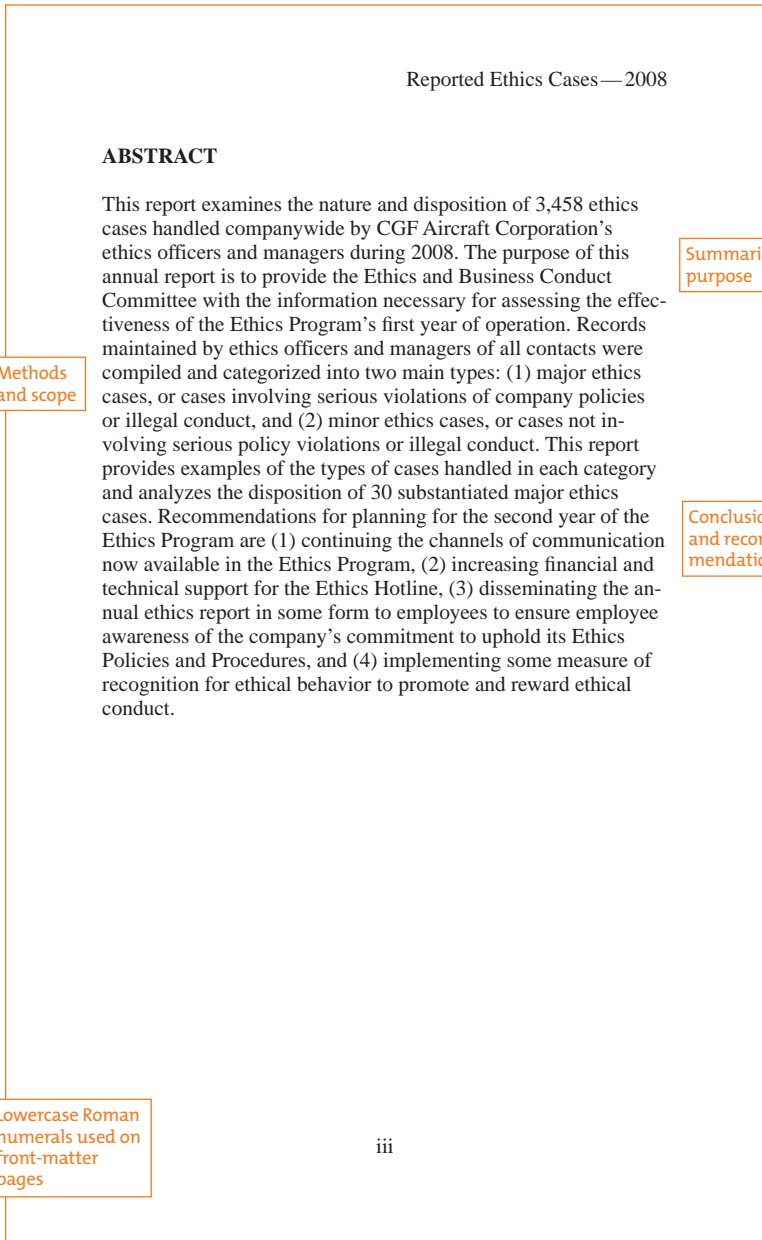 Reported Ethics Cases—2008
ABSTRACT
This report examines the nature and disposition of 3,458 ethics
cases handled companywide by CGF Aircraft Corporation's
ethics officers and managers during 2008. The purpose of this
annual report is to provide the Ethics and Business Conduct
Committee with the information necessary for assessing the effec-
tiveness of the Ethics Program's first year of operation. Records
maintained by ethics officers and managers of all contacts were
compiled and categorized into two main types: (1) major ethics
cases, or cases involving serious violations of company policies
or illegal conduct, and (2) minor ethics cases, or cases not in-
volving serious policy violations or illegal conduct. This report
provides examples of the types of cases handled in each category
and analyzes the disposition of 30 substantiated major ethics
cases. Recommendations for planning for the second year of the
Ethics Program are (1) continuing the channels of communication
now available in the Ethics Program, (2) increasing financial and
technical support for the Ethics Hotline, (3) disseminating the an-
nual ethics report in some form to employees to ensure employee
awareness of the company's commitment to uphold its Ethics
Policies and Procedures, and (4) implementing some measure of
recognition for ethical behavior to promote and reward ethical
conduct.
Summari
purpose
Methods
and scope
Conclusio
and recom
mendatio
Lowercase Roman
numerals used on
front-matter
pages
iii